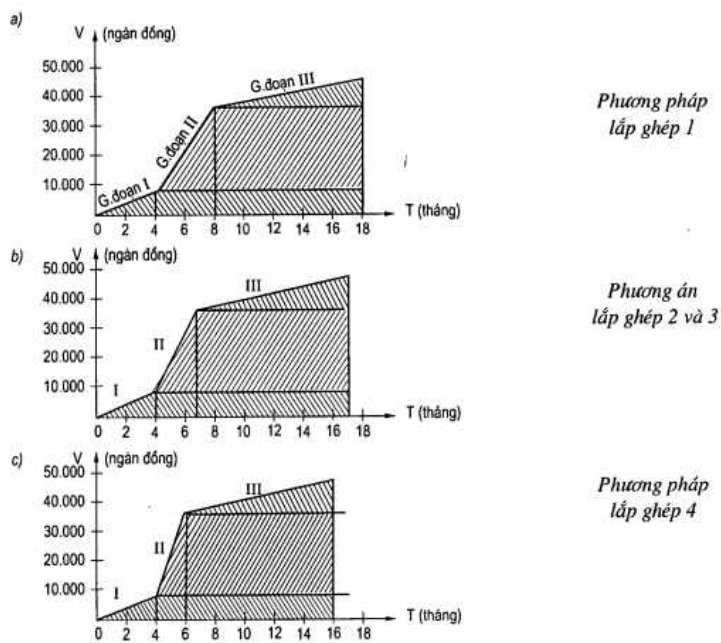 a)
V (ngàn đồng)
50.000
40.000
30.000
20.000
10.000
G.đoạn I
G.đoạn II
G.đoạn III
0 2 4 6 8 10 12 14 16 18
T (tháng)
Phương pháp
lắp ghép 1
b)
V (ngàn đồng)
50.000
40.000
30.000
20.000
10.000
I
II
III
0 2 4 6 8 10 12 14 16 18
T (tháng)
Phương án
lắp ghép 2 và 3
c)
V (ngàn đồng)
50.000
40.000
30.000
20.000
10.000
I
II
III
0 2 4 6 8 10 12 14 16 18
T (tháng)
Phương pháp
lắp ghép 4